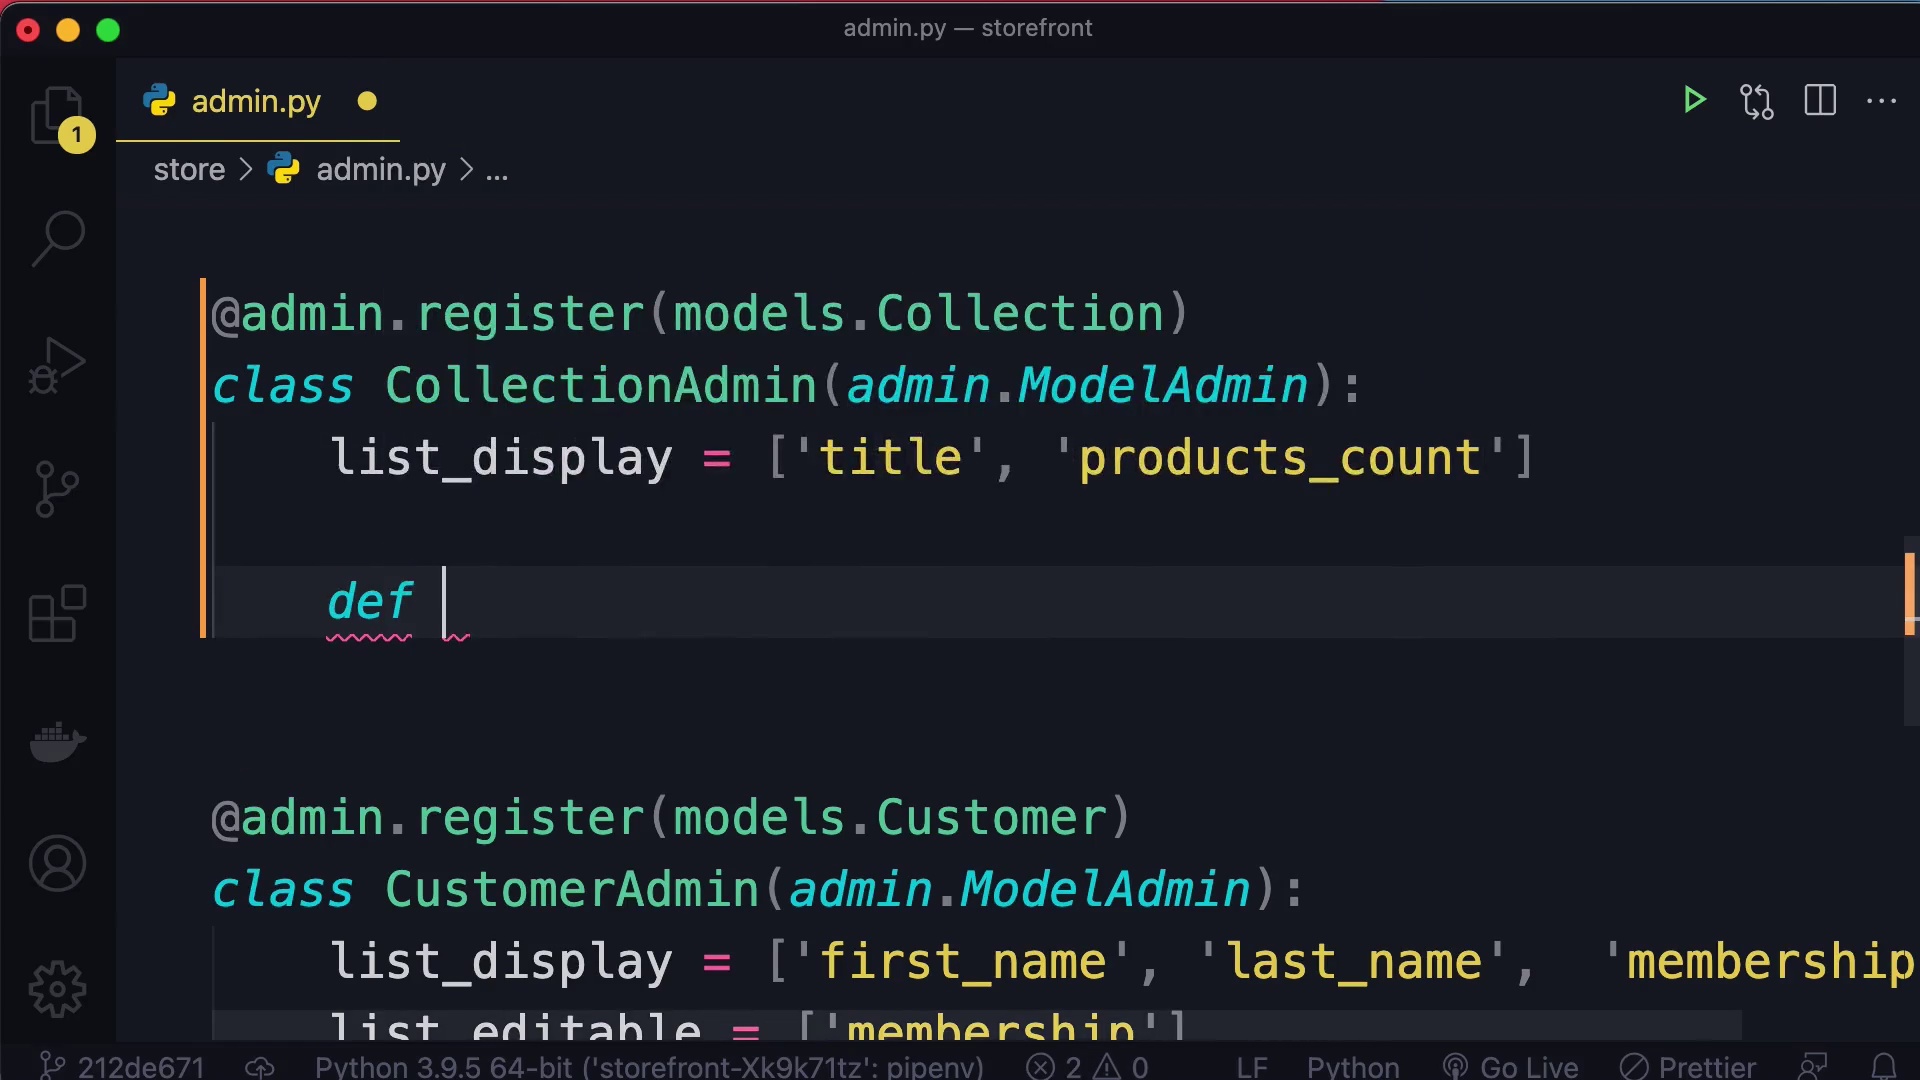 admin.py — storefront
admin.py
1
store > admin.py > ...
@admin.register(models.Collection)
class CollectionAdmin(admin.ModelAdmin):
list_display = ['title', 'products_count']
def
@admin.register(models.Customer)
class CustomerAdmin(admin.ModelAdmin):
list_display = ['first_name', 'last_name',  'membership
list_editable = ['membership']
212de671 Python 3.9.5 64-bit ('storefront-Xk9k71tz': pipenv) 2 0 LF Python Go Live Prettier